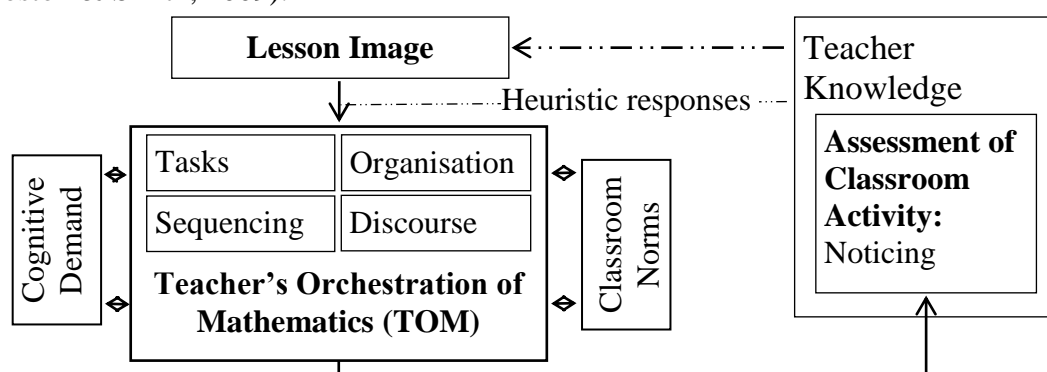 Lesson Image
Teacher
Knowledge
Heuristic responses
Tasks
Organisation
Sequencing
Discourse
Teacher’s Orchestration of
Mathematics (TOM)
Cognitive
Demand
Classroom
Norms
Assessment of
Classroom
Activity:
Noticing